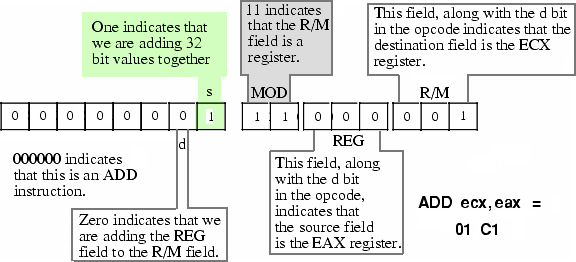 One indicates that
we are adding 32
bit values together
11 indicates
that the R/M
field is a
register.
This field, along with the d bit
in the opcode indicates that the
destination field is the ECX
register.
s
MOD
R/M
0 0 0 0 0 0 0 1 1 1 0 0 0 0 0 1
d
REG
000000 indicates
that this is an ADD
instruction.
Zero indicates that we
are adding the REG
field to the R/M field.
This field, along
with the d bit
in the opcode,
indicates that
the source field
is the EAX register.
ADD ecx, eax =
01 C1